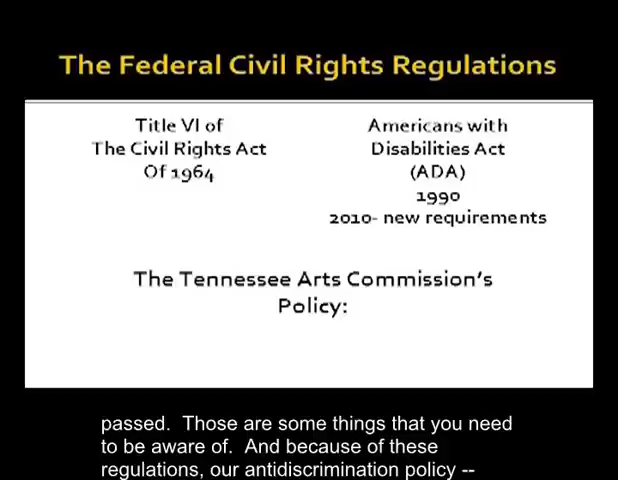 The Federal Civil Rights Regulations
Title VI of
The Civil Rights Act
Of 1964
Americans with
Disabilities Act
(ADA)
1990
2010- new requirements
The Tennessee Arts Commission's
Policy:
passed.  Those are some things that you need
to be aware of.  And because of these
regulations, our antidiscrimination policy --